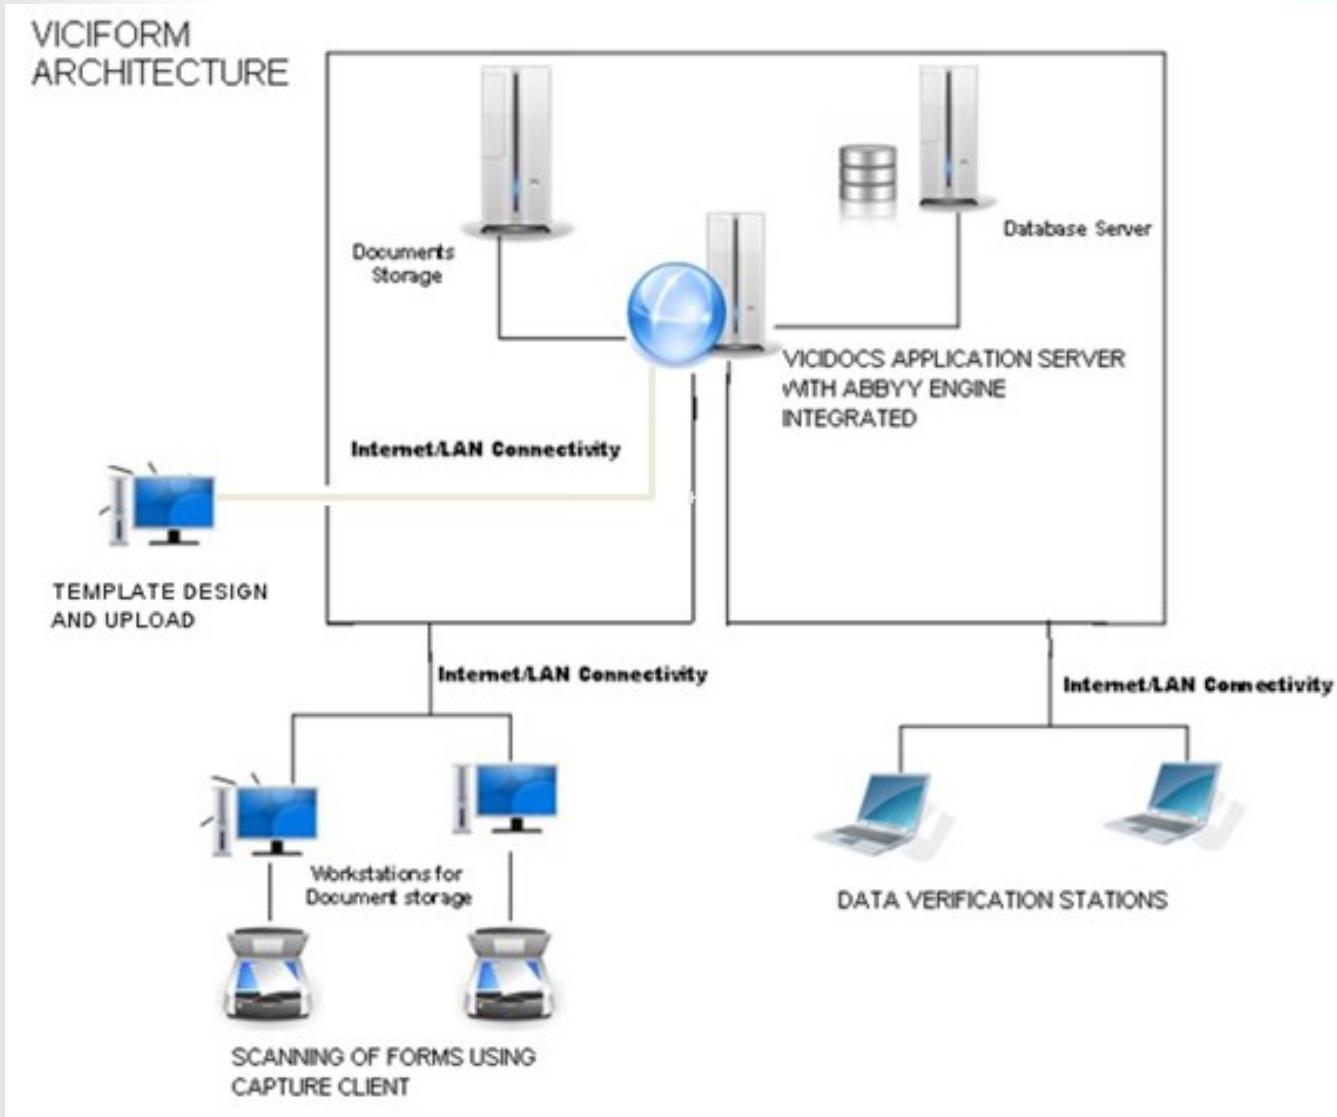 VICIFORM
ARCHITECTURE
Documents
Storage
Database Server
VICIDOCS APPLICATION SERVER
WITH ABBYY ENGINE
INTEGRATED
Internet/LAN Connectivity
TEMPLATE DESIGN
AND UPLOAD
Internet/LAN Connectivity
Internet/LAN Connectivity
Workstations for
Document storage
DATA VERIFICATION STATIONS
SCANNING OF FORMS USING
CAPTURE CLIENT